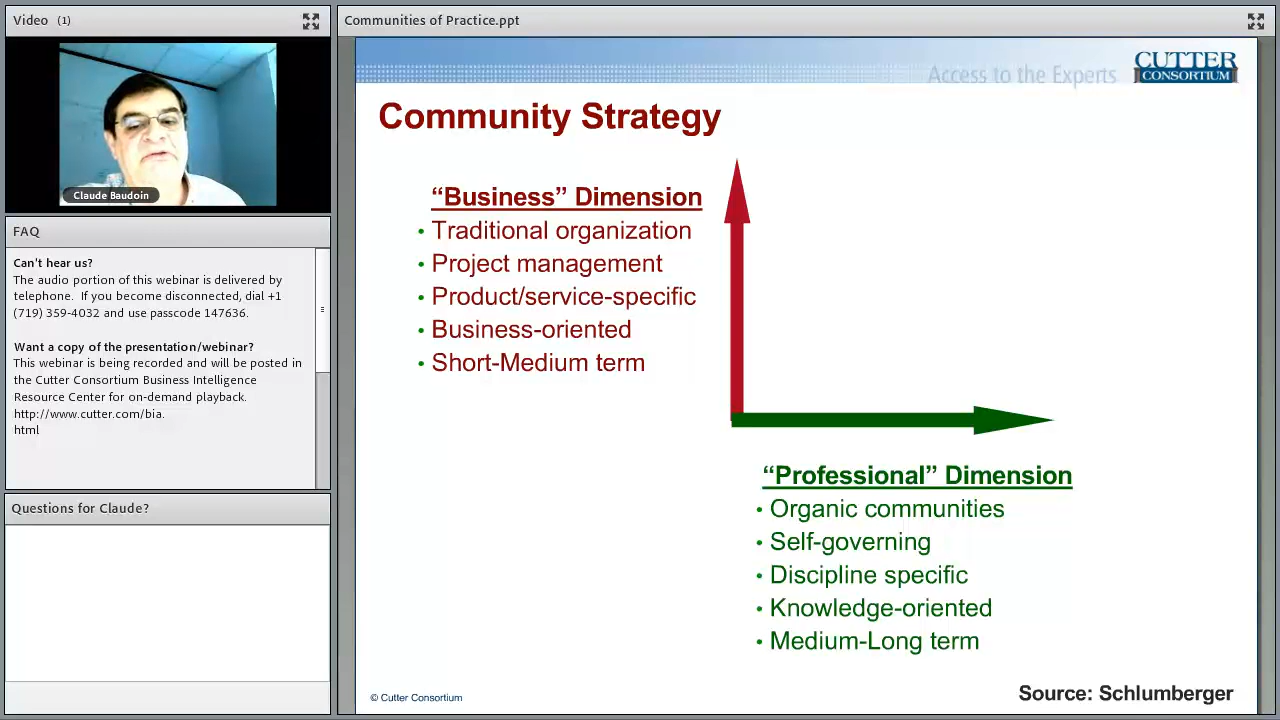 Video (1)
Claude Baudoin
FAQ
Can't hear us?
The audio portion of this webinar is delivered by
telephone. If you become disconnected, dial +1
(719) 359-4032 and use passcode 147636.
Want a copy of the presentation/webinar?
This webinar is being recorded and will be posted in
the Cutter Consortium Business Intelligence
Resource Center for on-demand playback.
http://www.cutter.com/bia.
html
Questions for Claude?
Communities of Practice.ppt
Access to the Experts
CUTTER
CONSORTIUM
Community Strategy
“Business” Dimension
• Traditional organization
• Project management
• Product/service-specific
• Business-oriented
• Short-Medium term
“Professional” Dimension
• Organic communities
• Self-governing
• Discipline specific
• Knowledge-oriented
• Medium-Long term
© Cutter Consortium
Source: Schlumberger